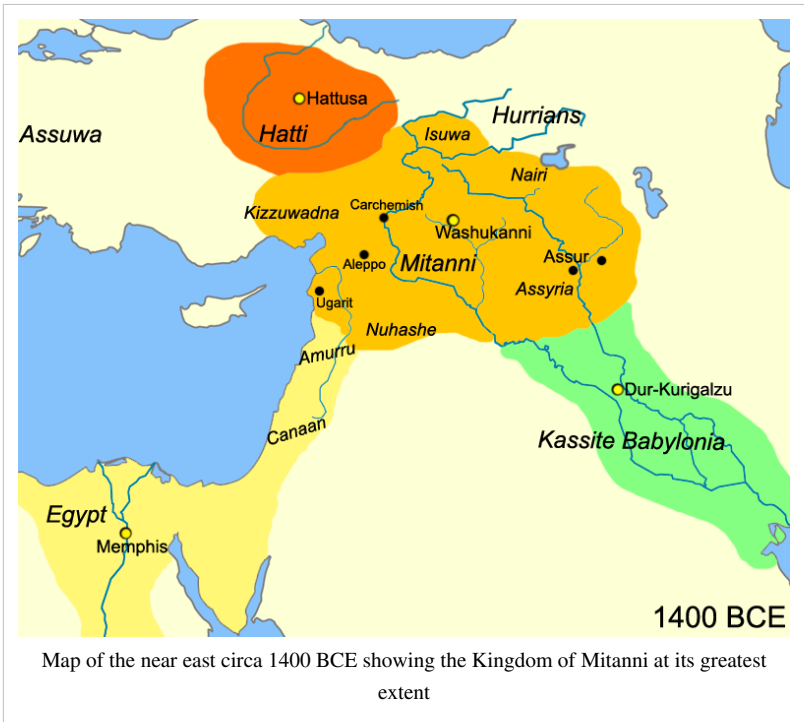 Hattusa
Hatti
Assuwa
Hurrians
Isuwa
Nairi
Kizzuwadna
Carchemish
Washukanni
Aleppo
Mitanni
Assur
Assyria
Ugarit
Nuhashe
Amurru
Dur-Kurigalzu
Canaan
Kassite Babylonia
Egypt
Memphis
1400 BCE
Map of the near east circa 1400 BCE showing the Kingdom of Mitanni at its greatest
extent